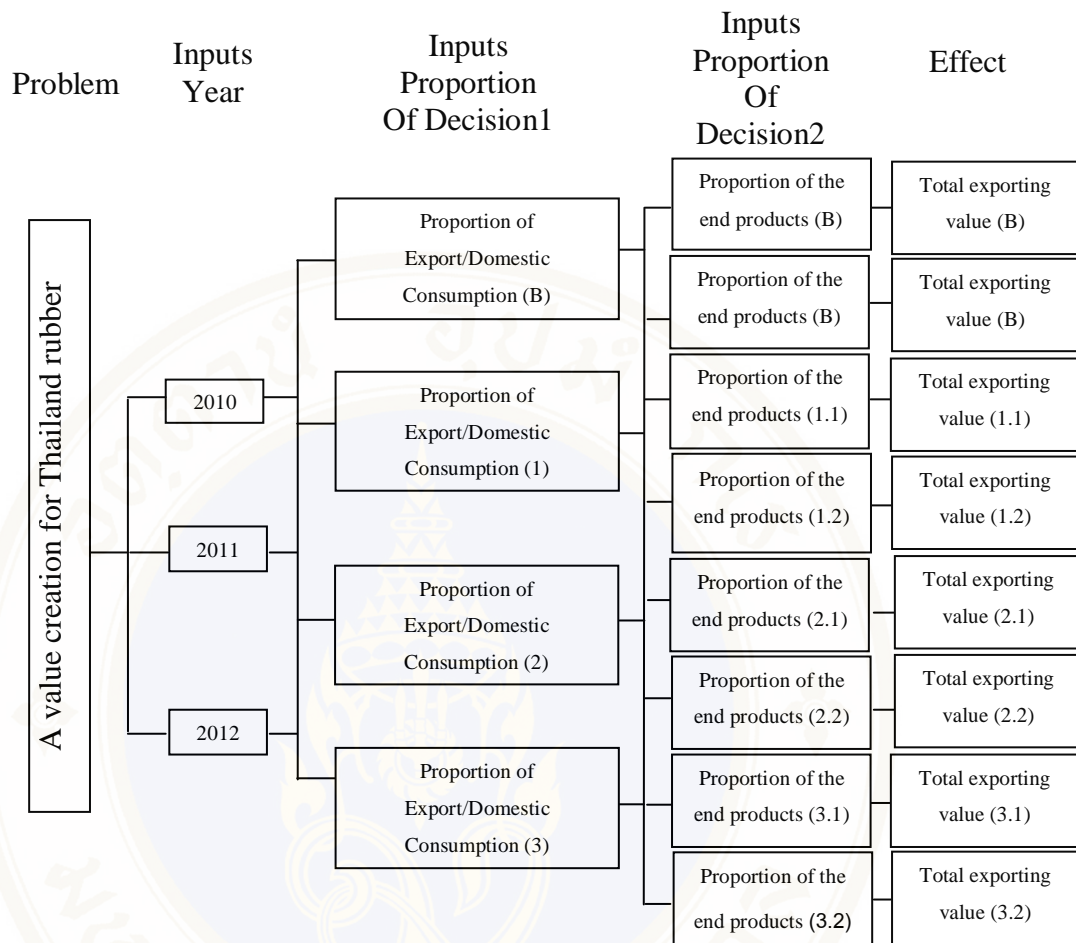 Problem
Inputs
Year
Inputs
Proportion
Of Decision1
Inputs
Proportion
Of
Decision2
Effect
A value creation for Thailand rubber
2010
2011
2012
Proportion of
Export/Domestic
Consumption (B)
Proportion of
Export/Domestic
Consumption (1)
Proportion of
Export/Domestic
Consumption (2)
Proportion of
Export/Domestic
Consumption (3)
Proportion of the
end products (B)
Proportion of the
end products (B)
Proportion of the
end products (1.1)
Proportion of the
end products (1.2)
Proportion of the
end products (2.1)
Proportion of the
end products (2.2)
Proportion of the
end products (3.1)
Proportion of the
end products (3.2)
Total exporting
value (B)
Total exporting
value (B)
Total exporting
value (1.1)
Total exporting
value (1.2)
Total exporting
value (2.1)
Total exporting
value (2.2)
Total exporting
value (3.1)
Total exporting
value (3.2)